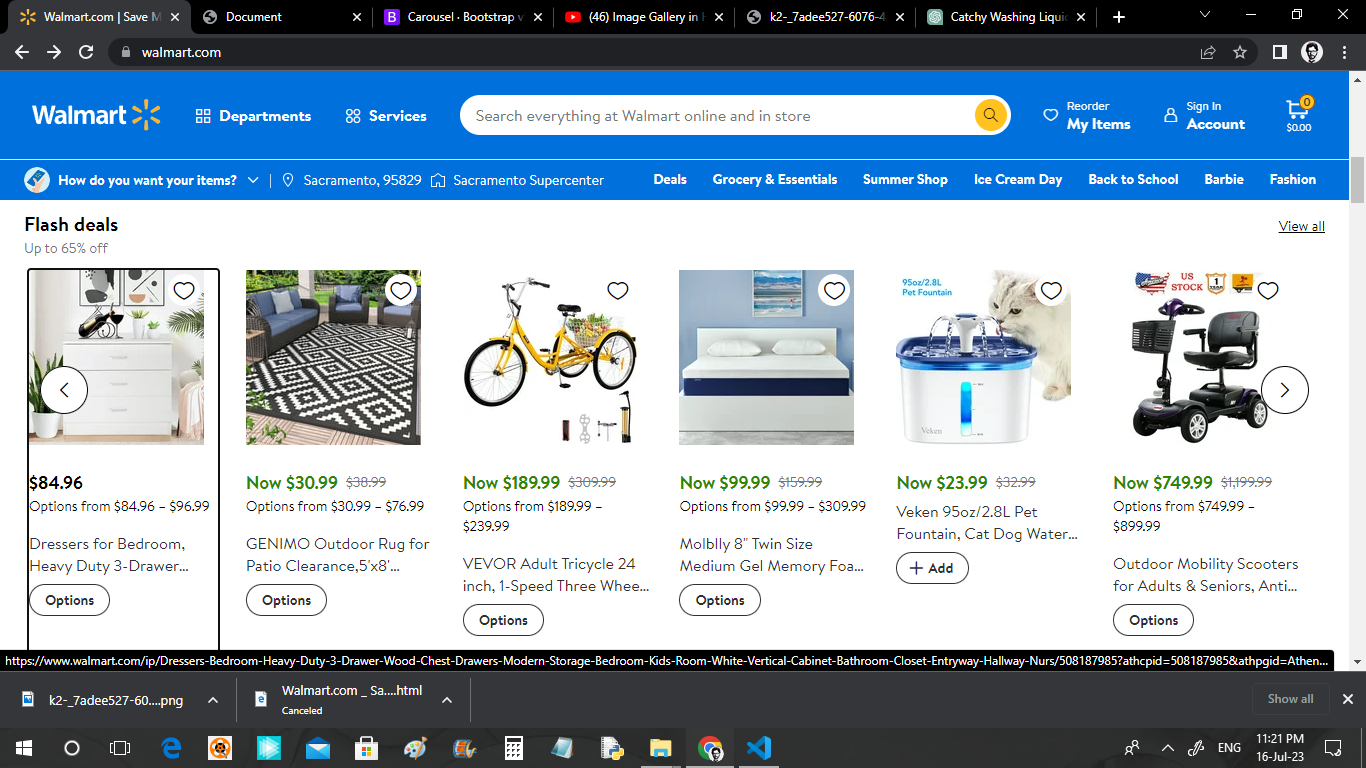 Walmart.com | Save M
Document
Carousel · Bootstrap v
(46) Image Gallery in H
k2-_7adee527-6076-4
Catchy Washing Liquid
walmart.com
Walmart
Departments
Services
Search everything at Walmart online and in store
Reorder
My Items
Sign In
Account
0
$0.00
How do you want your items?
Sacramento, 95829
Sacramento Supercenter
Deals
Grocery & Essentials
Summer Shop
Ice Cream Day
Back to School
Barbie
Fashion
Flash deals
Up to 65% off
View all
95oz/2.8L
Pet Fountain
Veken
US
STOCK
$84.96
Options from $84.96 – $96.99
Dressers for Bedroom,
Heavy Duty 3-Drawer...
Options
Now $30.99 $38.99
Options from $30.99 – $76.99
GENIMO Outdoor Rug for
Patio Clearance,5'x8'...
Options
Now $189.99 $309.99
Options from $189.99 –
$239.99
VEVOR Adult Tricycle 24
inch, 1-Speed Three Whee...
Options
Now $99.99 $159.99
Options from $99.99 – $309.99
Molblly 8" Twin Size
Medium Gel Memory Foa...
Options
Now $23.99 $32.99
Veken 95oz/2.8L Pet
Fountain, Cat Dog Water...
Add
Now $749.99 $1,199.99
Options from $749.99 –
$899.99
Outdoor Mobility Scooters
for Adults & Seniors, Anti...
Options
https://www.walmart.com/ip/Dressers-Bedroom-Heavy-Duty-3-Drawer-Wood-Chest-Drawers-Modern-Storage-Bedroom-Kids-Room-White-Vertical-Cabinet-Bathroom-Closet-Entryway-Hallway-Nurs/508187985?athcpid=508187985&athpgid=Athen...
k2-_7adee527-60....png
Walmart.com _ Sa....html
Canceled
Show all
ENG
11:21 PM
16-Jul-23